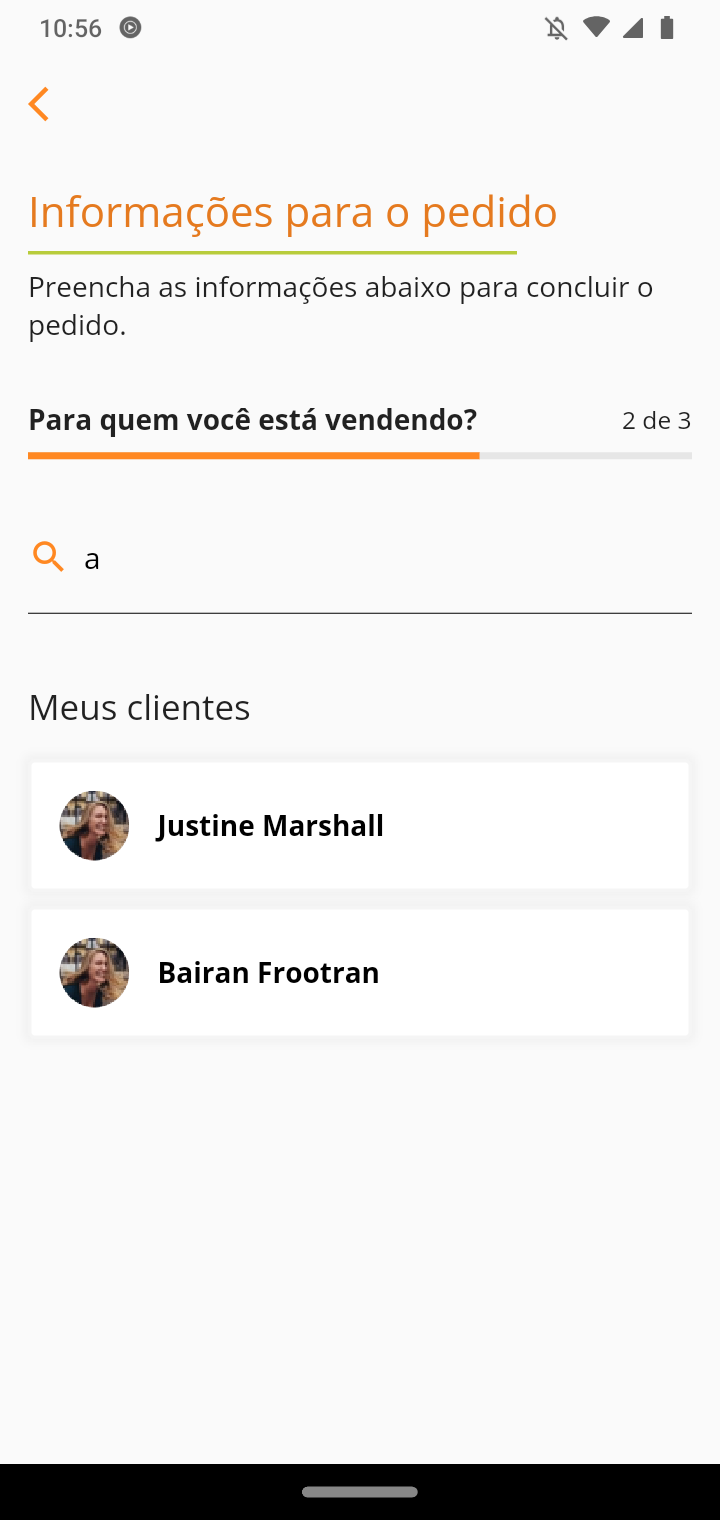 10:56
Informações para o pedido
Preencha as informações abaixo para concluir o
pedido.
Para quem você está vendendo? 2 de 3
a
Meus clientes
Justine Marshall
Bairan Frootran